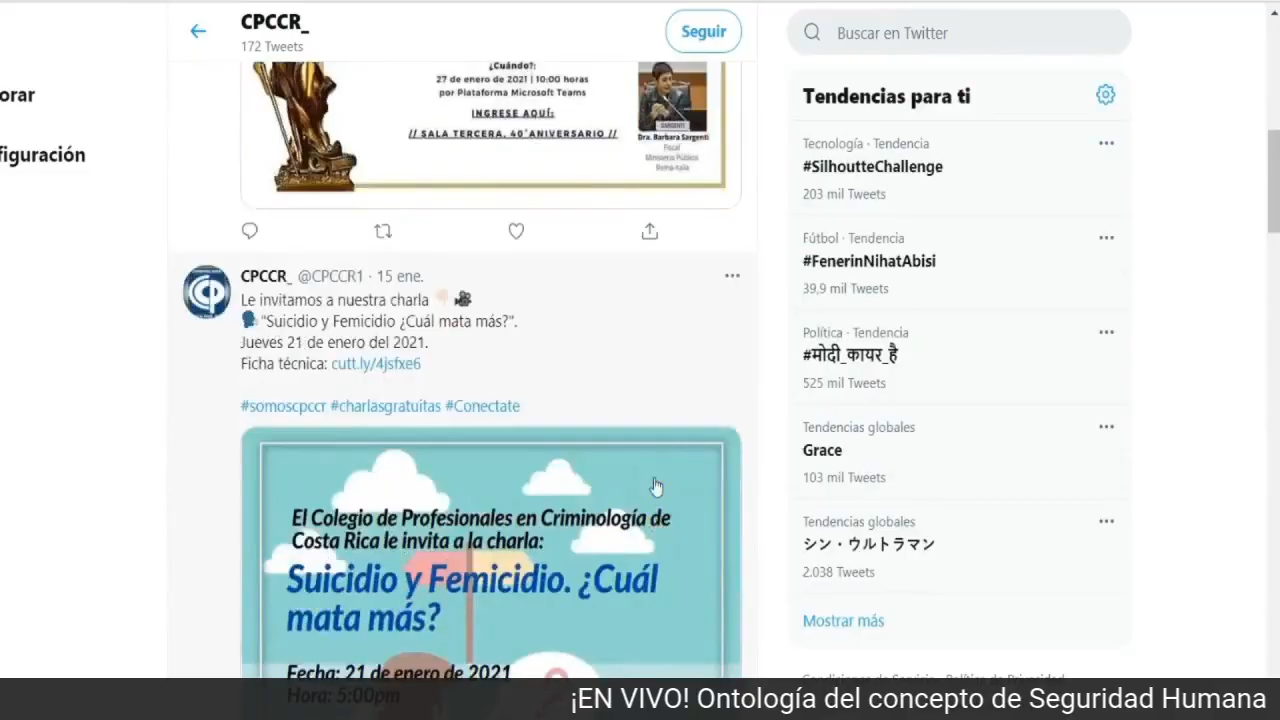 CPCCR_
172 Tweets
Seguir
orar
figuración
¿Cuándo?:
27 de enero de 2021 | 10:00 horas
por Plataforma Microsoft Teams
INGRESE AQUÍ:
// SALA TERCERA, 40°ANIVERSARIO //
SARGENTI
Dra. Barbara Sargenti
Fiscal
Ministerio Público
CPCCR_ @CPCCR1 · 15 ene.
Le invitamos a nuestra charla
"Suicidio y Femicidio ¿Cuál mata más?".
Jueves 21 de enero del 2021.
Ficha técnica: cutt.ly/4jsfxe6
#somoscpccr #charlasgratuitas #Conectate
El Colegio de Profesionales en Criminología de
Costa Rica le invita a la charla:
Suicidio y Femicidio. ¿Cuál
mata más?
Fecha: 21 de enero de 2021
Hora: 5:00pm
Buscar en Twitter
Tendencias para ti
Tecnología · Tendencia
#SilhoutteChallenge
203 mil Tweets
Fútbol · Tendencia
#FenerinNihatAbisi
39,9 mil Tweets
Política · Tendencia
#मोदी_कायर_है
525 mil Tweets
Tendencias globales
Grace
103 mil Tweets
Tendencias globales
シン・ウルトラマン
2.038 Tweets
Mostrar más
Condiciones de Servicio Política de Privacidad
¡EN VIVO! Ontología del concepto de Seguridad Humana